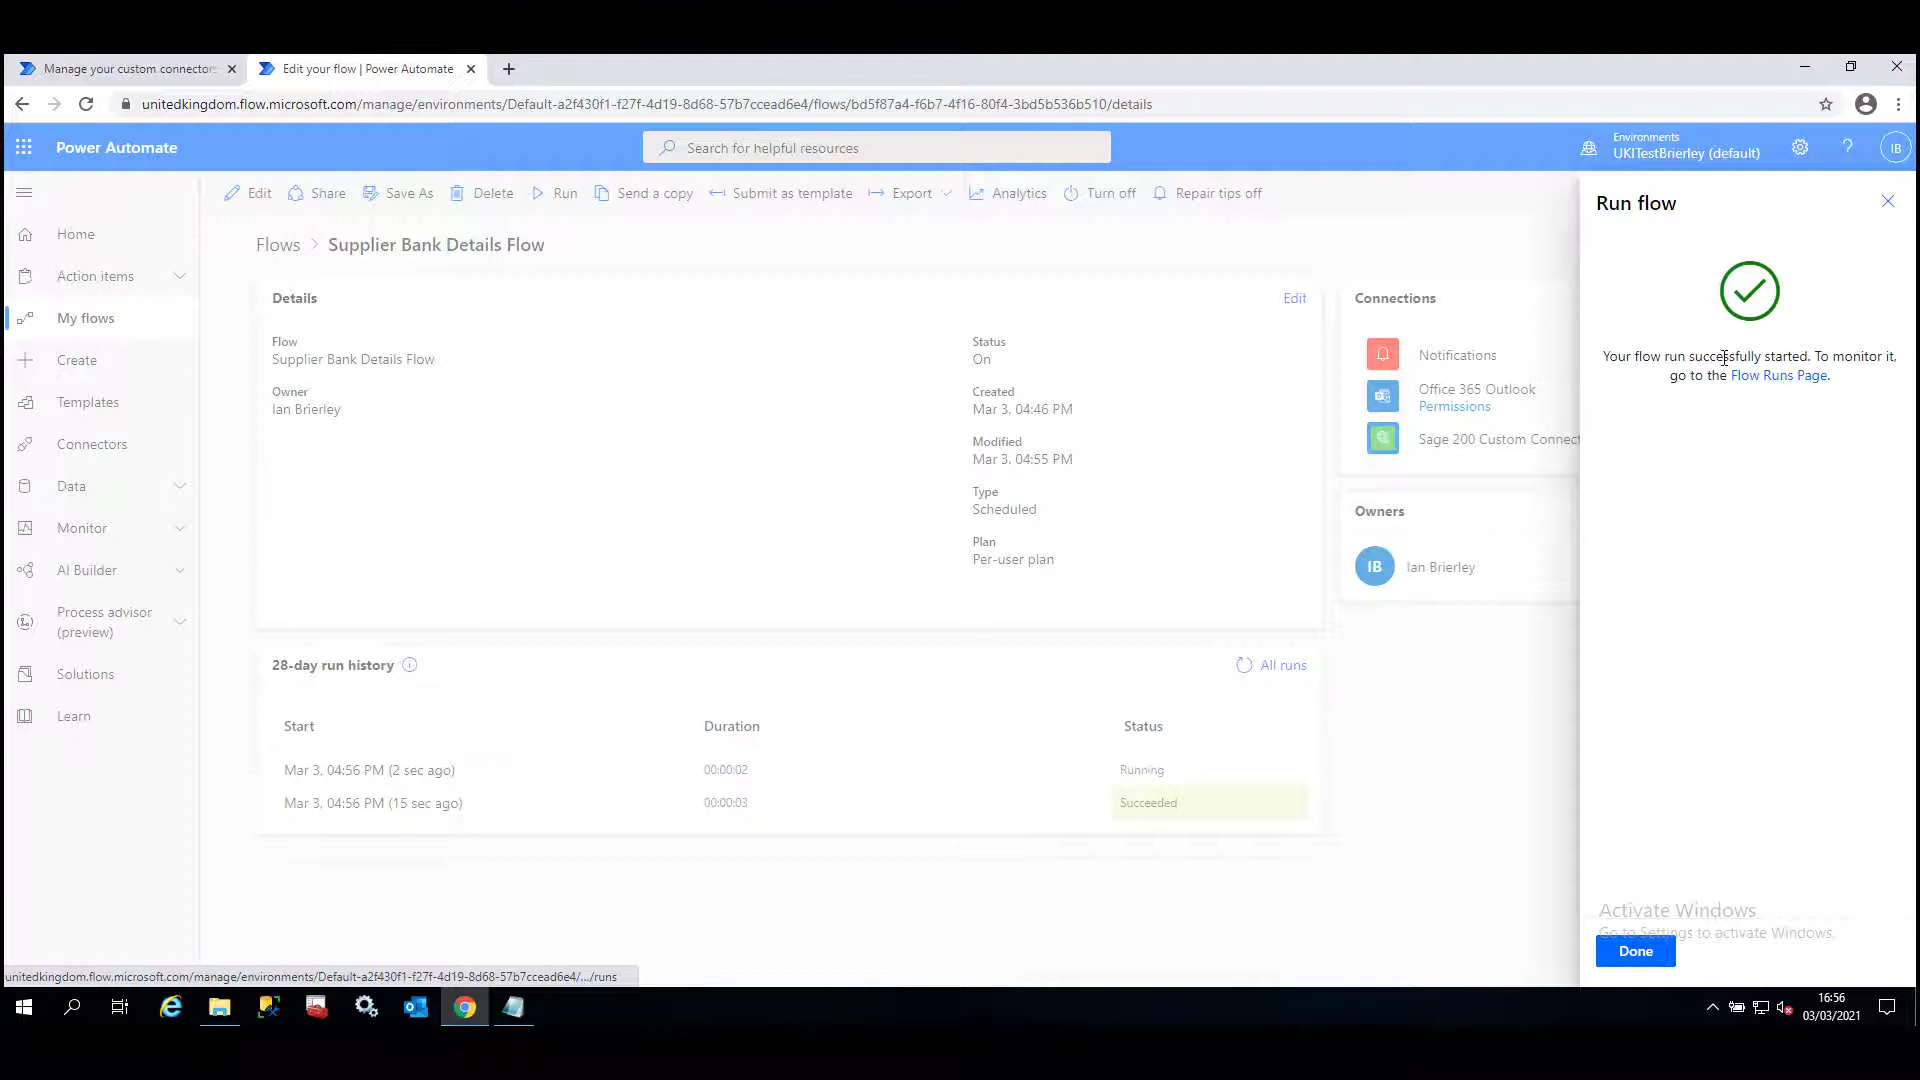 Manage your custom connectors
Edit your flow | Power Automate
unitedkingdom.flow.microsoft.com/manage/environments/Default-a2f430f1-f27f-4d19-8d68-57b7ccead6e4/flows/bd5f87a4-f6b7-4f16-80f4-3bd5b536b510/details
Power Automate
Search for helpful resources
Environments
UKITestBrierley (default)
IB
Edit
Share
Save As
Delete
Run
Send a copy
Submit as template
Export
Analytics
Turn off
Repair tips off
Home
Action items
My flows
Create
Templates
Connectors
Data
Monitor
AI Builder
Process advisor
(preview)
Solutions
Learn
Flows > Supplier Bank Details Flow
Details
Edit
Flow
Supplier Bank Details Flow
Owner
Ian Brierley
Status
On
Created
Mar 3, 04:46 PM
Modified
Mar 3, 04:55 PM
Type
Scheduled
Plan
Per-user plan
Connections
Notifications
Office 365 Outlook
Permissions
Sage 200 Custom Connect
Owners
IB
Ian Brierley
28-day run history
All runs
Start Duration Status
Mar 3, 04:56 PM (2 sec ago) 00:00:02 Running
Mar 3, 04:56 PM (15 sec ago) 00:00:03 Succeeded
Run flow
Your flow run successfully started. To monitor it,
go to the Flow Runs Page.
Activate Windows
Go to Settings to activate Windows.
Done
unitedkingdom.flow.microsoft.com/manage/environments/Default-a2f430f1-f27f-4d19-8d68-57b7ccead6e4/.../runs
16:56
03/03/2021